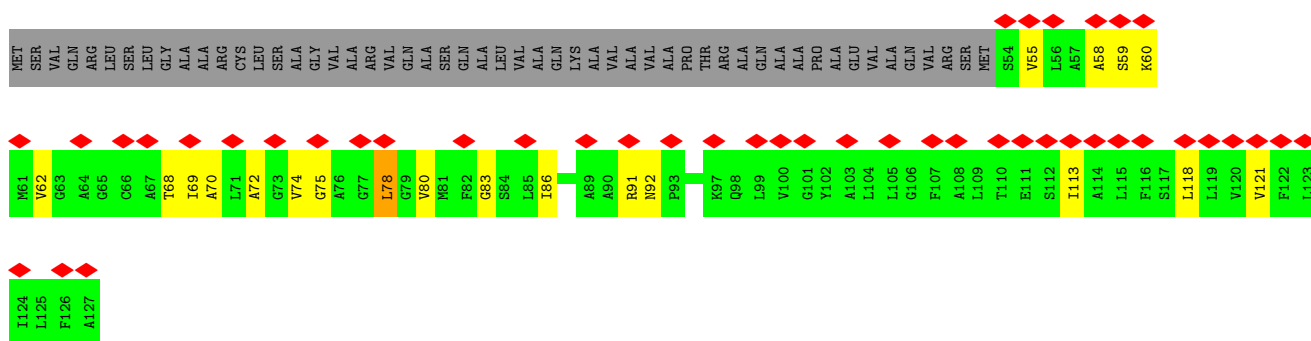 MET SER VAL GLN ARG LEU SER LEU GLY ALA ALA ARG CYS LEU SER ALA GLY VAL ALA ARG VAL GLN ALA SER GLN ALA LEU VAL ALA GLN LYS ALA VAL ALA VAL ALA PRO THR ARG ALA GLN ALA ALA PRO ALA GLU VAL ALA GLN VAL ARG SER MET S54 V55 L56 A57 A58 S59 K60
M61 V62 G63 A64 G65 C66 A67 T68 I69 A70 L71 A72 G73 V74 G75 A76 G77 L78 G79 V80 M81 F82 G83 S84 L85 I86 A89 A90 R91 N92 P93 K97 Q98 L99 V100 G101 Y102 A103 L104 L105 G106 F107 A108 L109 T110 E111 S112 I113 A114 L115 F116 S117 L118 L119 V120 V121 F122 L123
I124 L125 F126 A127